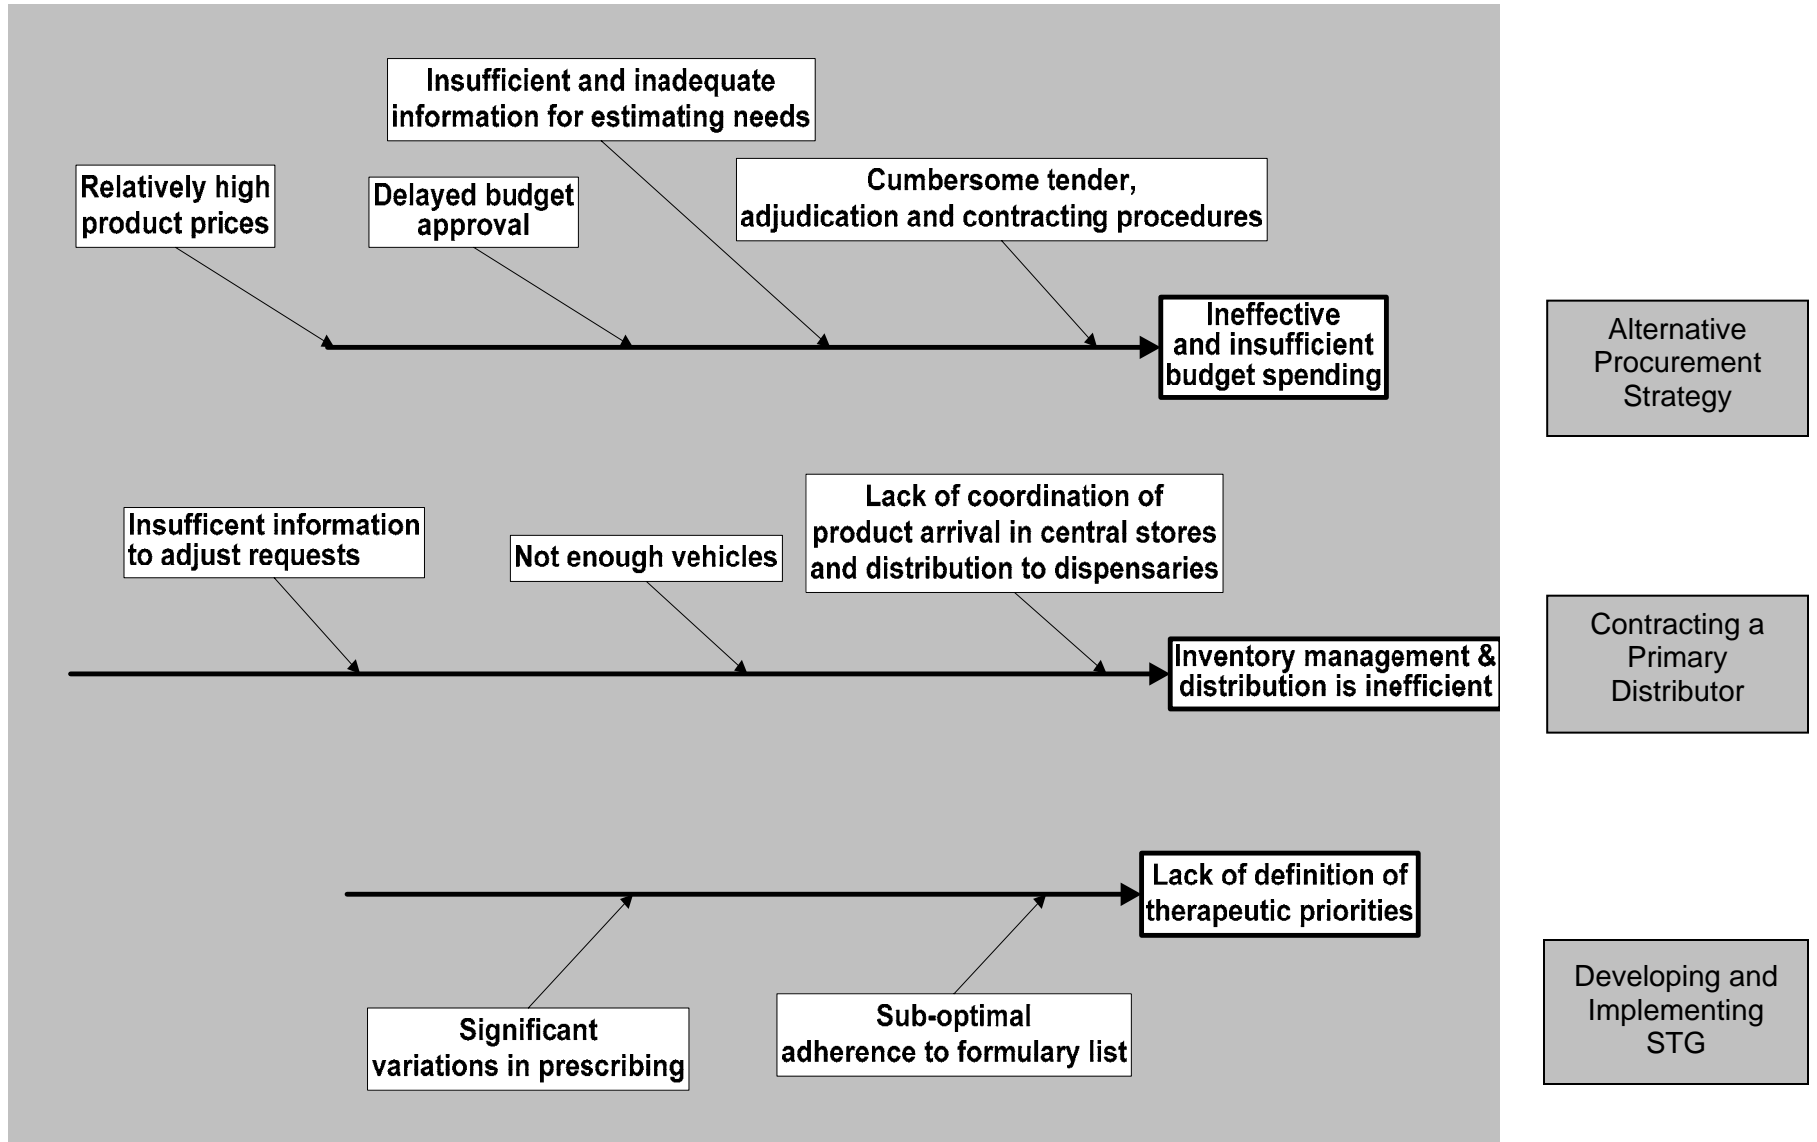 Insufficient and inadequate
information for estimating needs
Relatively high
product prices
Delayed budget
approval
Cumbersome tender,
adjudication and contracting procedures
Ineffective
and insufficient
budget spending
Alternative
Procurement
Strategy
Insufficent information
to adjust requests
Not enough vehicles
Lack of coordination of
product arrival in central stores
and distribution to dispensaries
Inventory management &
distribution is inefficient
Contracting a
Primary
Distributor
Lack of definition of
therapeutic priorities
Significant
variations in prescribing
Sub-optimal
adherence to formulary list
Developing and
Implementing
STG